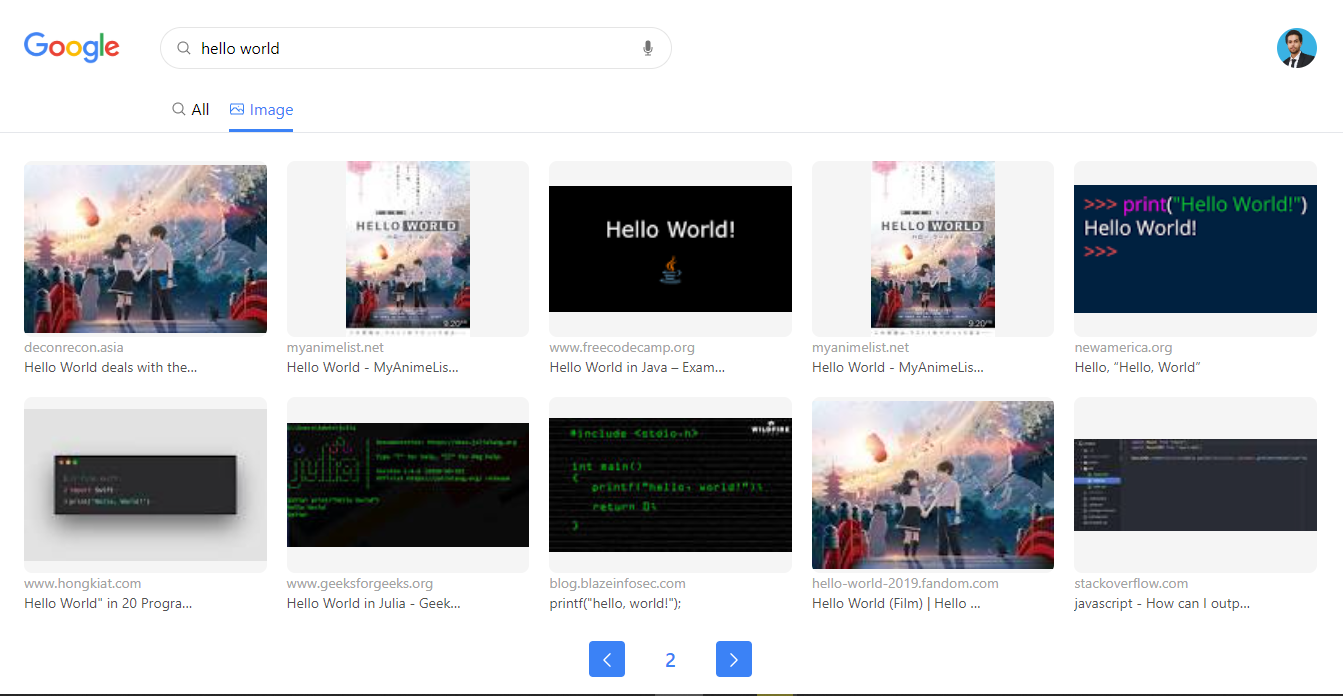 Google
hello world
All
Image
HELLO WORLD
9.20
Hello World!
HELLO WORLD
9.20
>>> print("Hello World!")
Hello World!
>>>
deconrecon.asia
Hello World deals with the...
myanimelist.net
Hello World - MyAnimeLis...
www.freecodecamp.org
Hello World in Java – Exam...
myanimelist.net
Hello World - MyAnimeLis...
newamerica.org
Hello, “Hello, World”
import Swift
print("Hello, World!")
julia
WILDFIRE
#include <stdio.h>
int main()
{
printf("hello, world!");
return 0;
}
www.hongkiat.com
Hello World" in 20 Progra...
www.geeksforgeeks.org
Hello World in Julia - Geek...
blog.blazeinfosec.com
printf("hello, world!");
hello-world-2019.fandom.com
Hello World (Film) | Hello ...
stackoverflow.com
javascript - How can I outp...
2